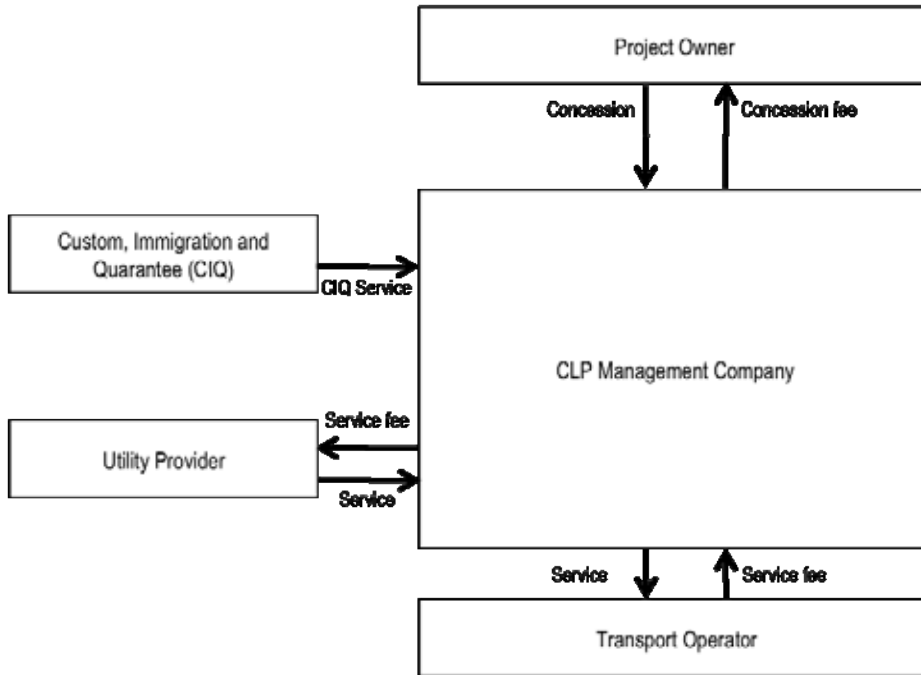 Project Owner
Concession
Concession fee
Custom, Immigration and
Quarantee (CIQ)
CIQ Service
CLP Management Company
Service fee
Utility Provider
Service
Service
Service fee
Transport Operator